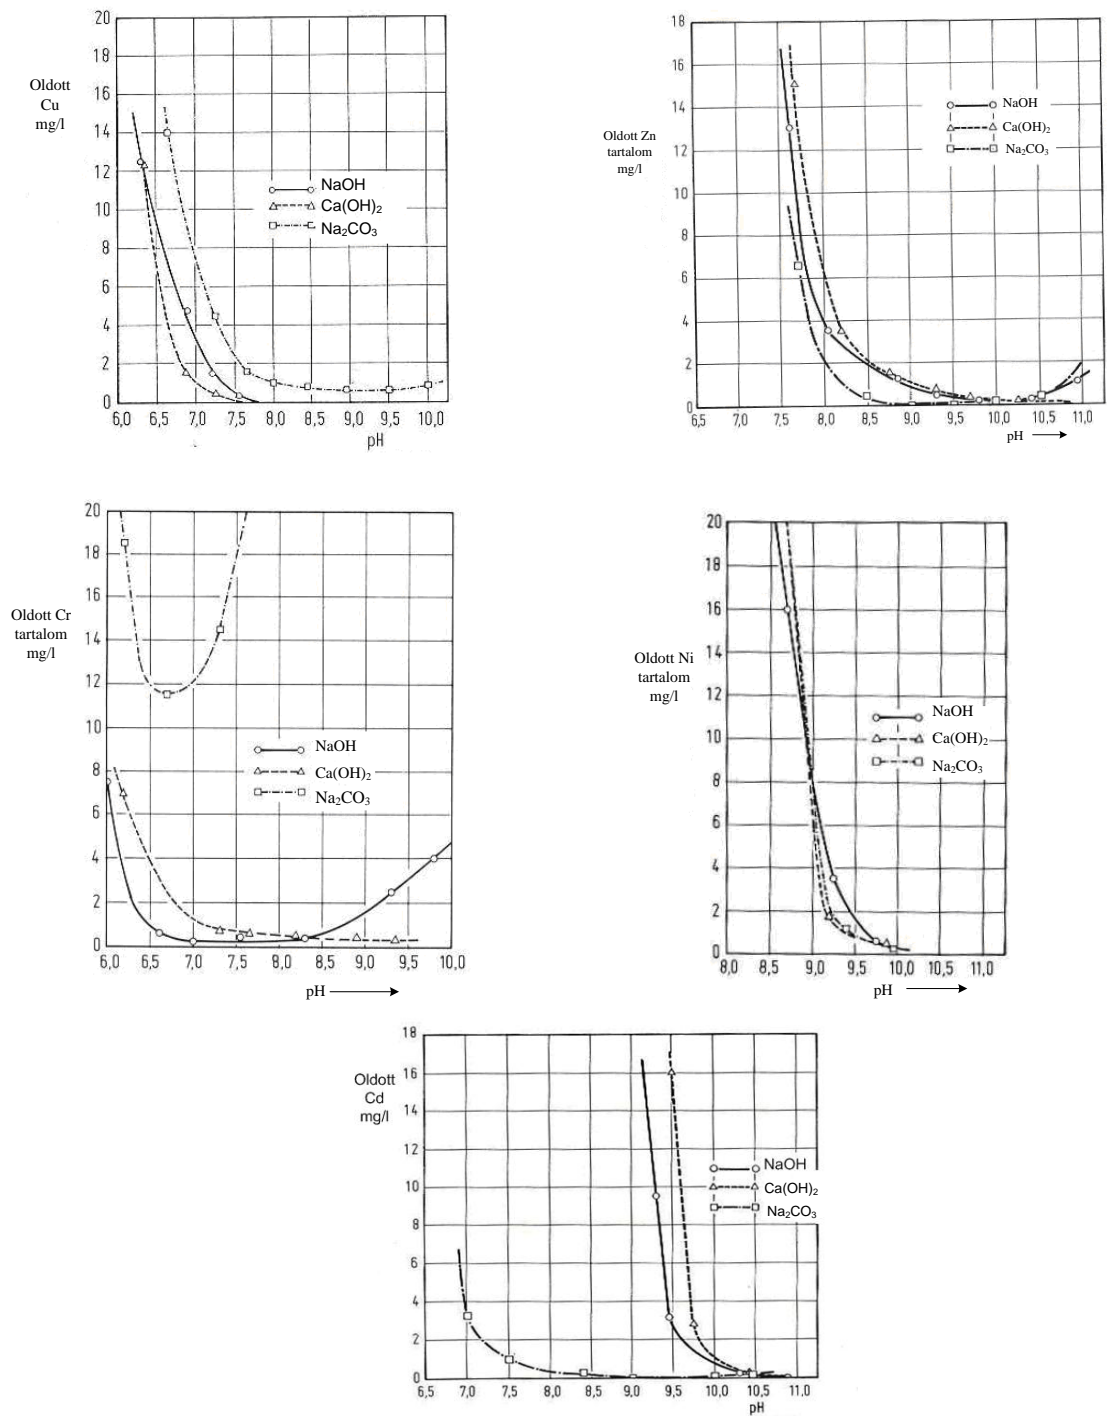 20
18
16
14
12
10
8
6
4
2
0
Oldott
Cu
mg/l
NaOH
Ca(OH)2
Na2CO3
6,0 6,5 7,0 7,5 8,0 8,5 9,0 9,5 10,0
pH
18
16
14
12
10
8
6
4
2
0
Oldott Zn
tartalom
mg/l
NaOH
Ca(OH)2
Na2CO3
6,5 7,0 7,5 8,0 8,5 9,0 9,5 10,0 10,5 11,0
pH
20
18
16
14
12
10
8
6
4
2
0
Oldott Cr
tartalom
mg/l
NaOH
Ca(OH)2
Na2CO3
6,0 6,5 7,0 7,5 8,0 8,5 9,0 9,5 10,0
pH
20
18
16
14
12
10
8
6
4
2
0
Oldott Ni
tartalom
mg/l
NaOH
Ca(OH)2
Na2CO3
8,0 8,5 9,0 9,5 10,0 10,5 11,0
pH
18
16
14
12
10
8
6
4
2
0
Oldott
Cd
mg/l
NaOH
Ca(OH)2
Na2CO3
6,5 7,0 7,5 8,0 8,5 9,0 9,5 10,0 10,5 11,0
pH